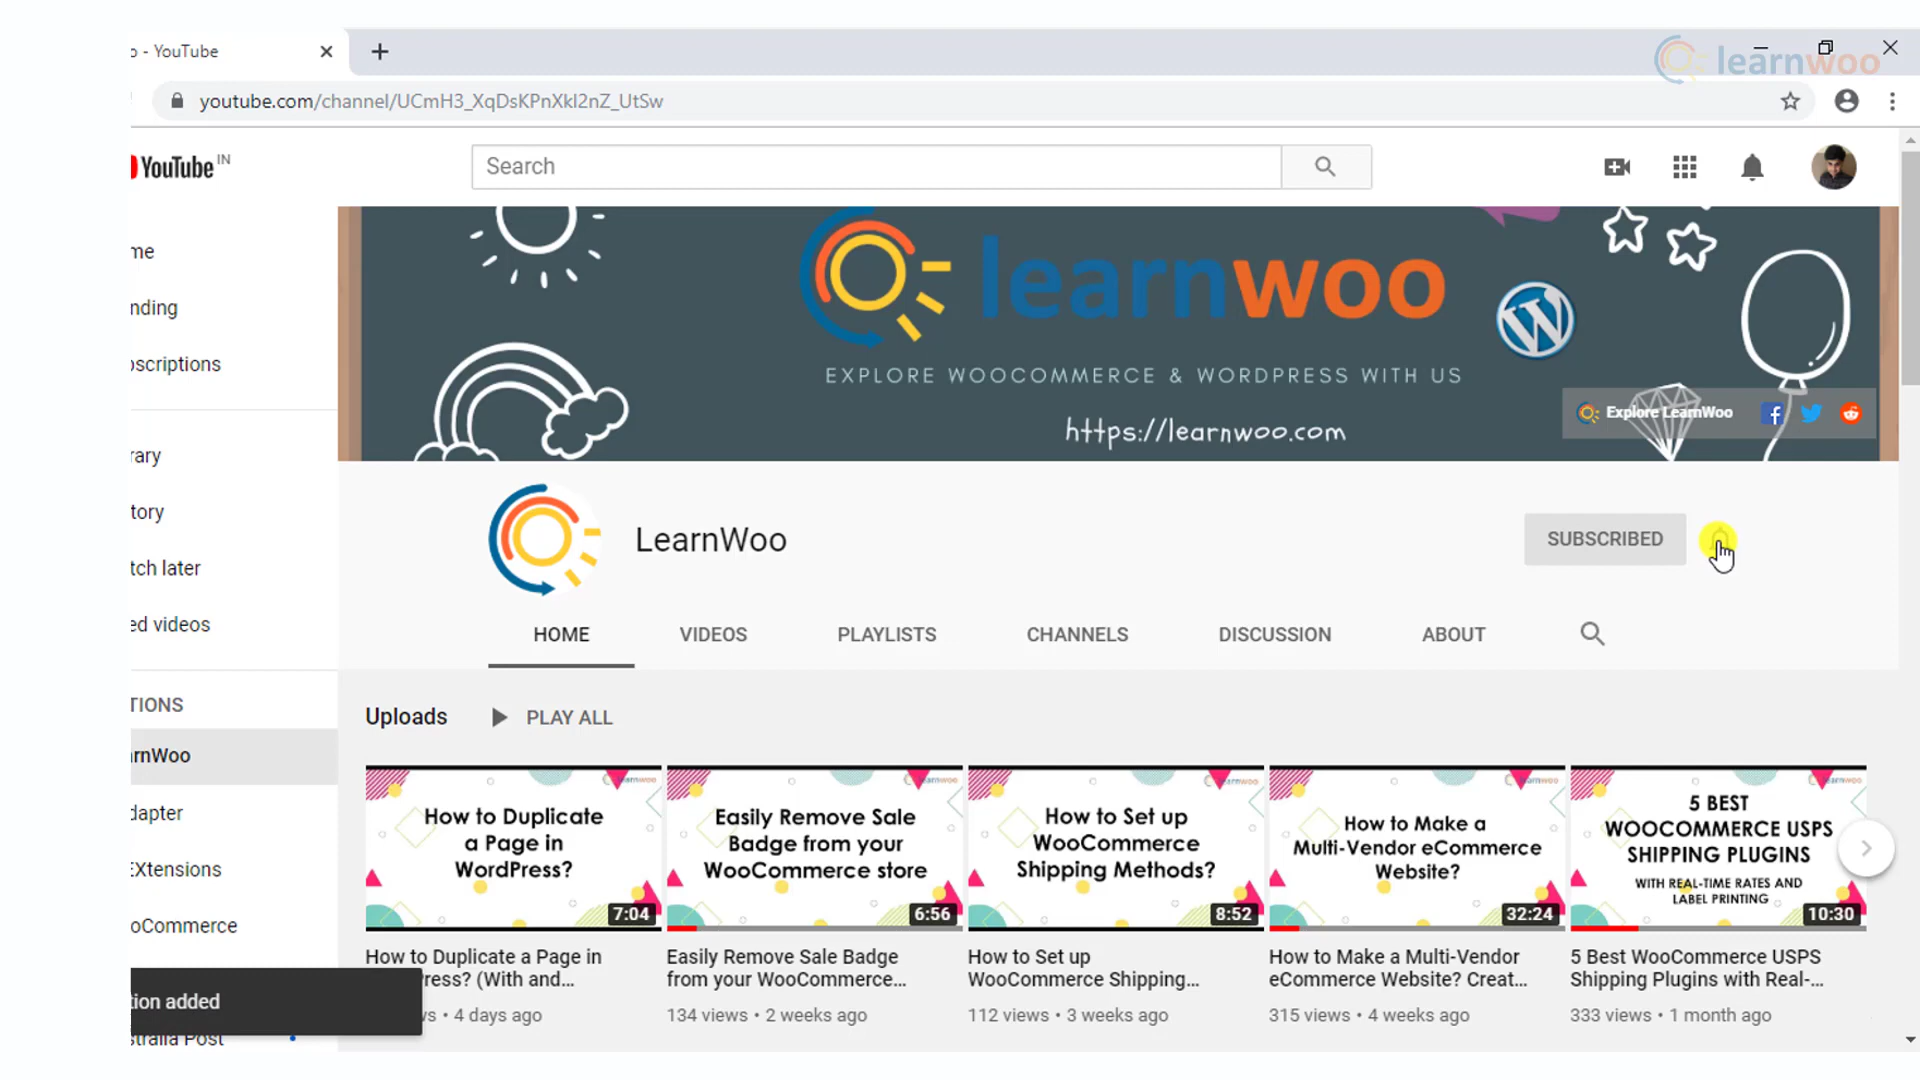 o - YouTube
learnwoo
youtube.com/channel/UCmH3_XqDsKPnXkI2nZ_UtSw
YouTube IN
Search
me
nding
bscriptions
rary
tory
tch later
ed videos
TIONS
rnWoo
dapter
EXtensions
oCommerce
tion added
stralia Post
learnwoo
EXPLORE WOOCOMMERCE & WORDPRESS WITH US
https://learnwoo.com
Explore LearnWoo
LearnWoo
SUBSCRIBED
HOME VIDEOS PLAYLISTS CHANNELS DISCUSSION ABOUT
Uploads PLAY ALL
How to Duplicate
a Page in
WordPress?
7:04
How to Duplicate a Page in
ress? (With and...
ws • 4 days ago
Easily Remove Sale
Badge from your
WooCommerce store
6:56
Easily Remove Sale Badge
from your WooCommerce...
134 views • 2 weeks ago
How to Set up
WooCommerce
Shipping Methods?
8:52
How to Set up
WooCommerce Shipping...
112 views • 3 weeks ago
How to Make a
Multi-Vendor eCommerce
Website?
32:24
How to Make a Multi-Vendor
eCommerce Website? Creat...
315 views • 4 weeks ago
5 BEST
WOOCOMMERCE USPS
SHIPPING PLUGINS
WITH REAL-TIME RATES AND
LABEL PRINTING
10:30
5 Best WooCommerce USPS
Shipping Plugins with Real-...
333 views • 1 month ago